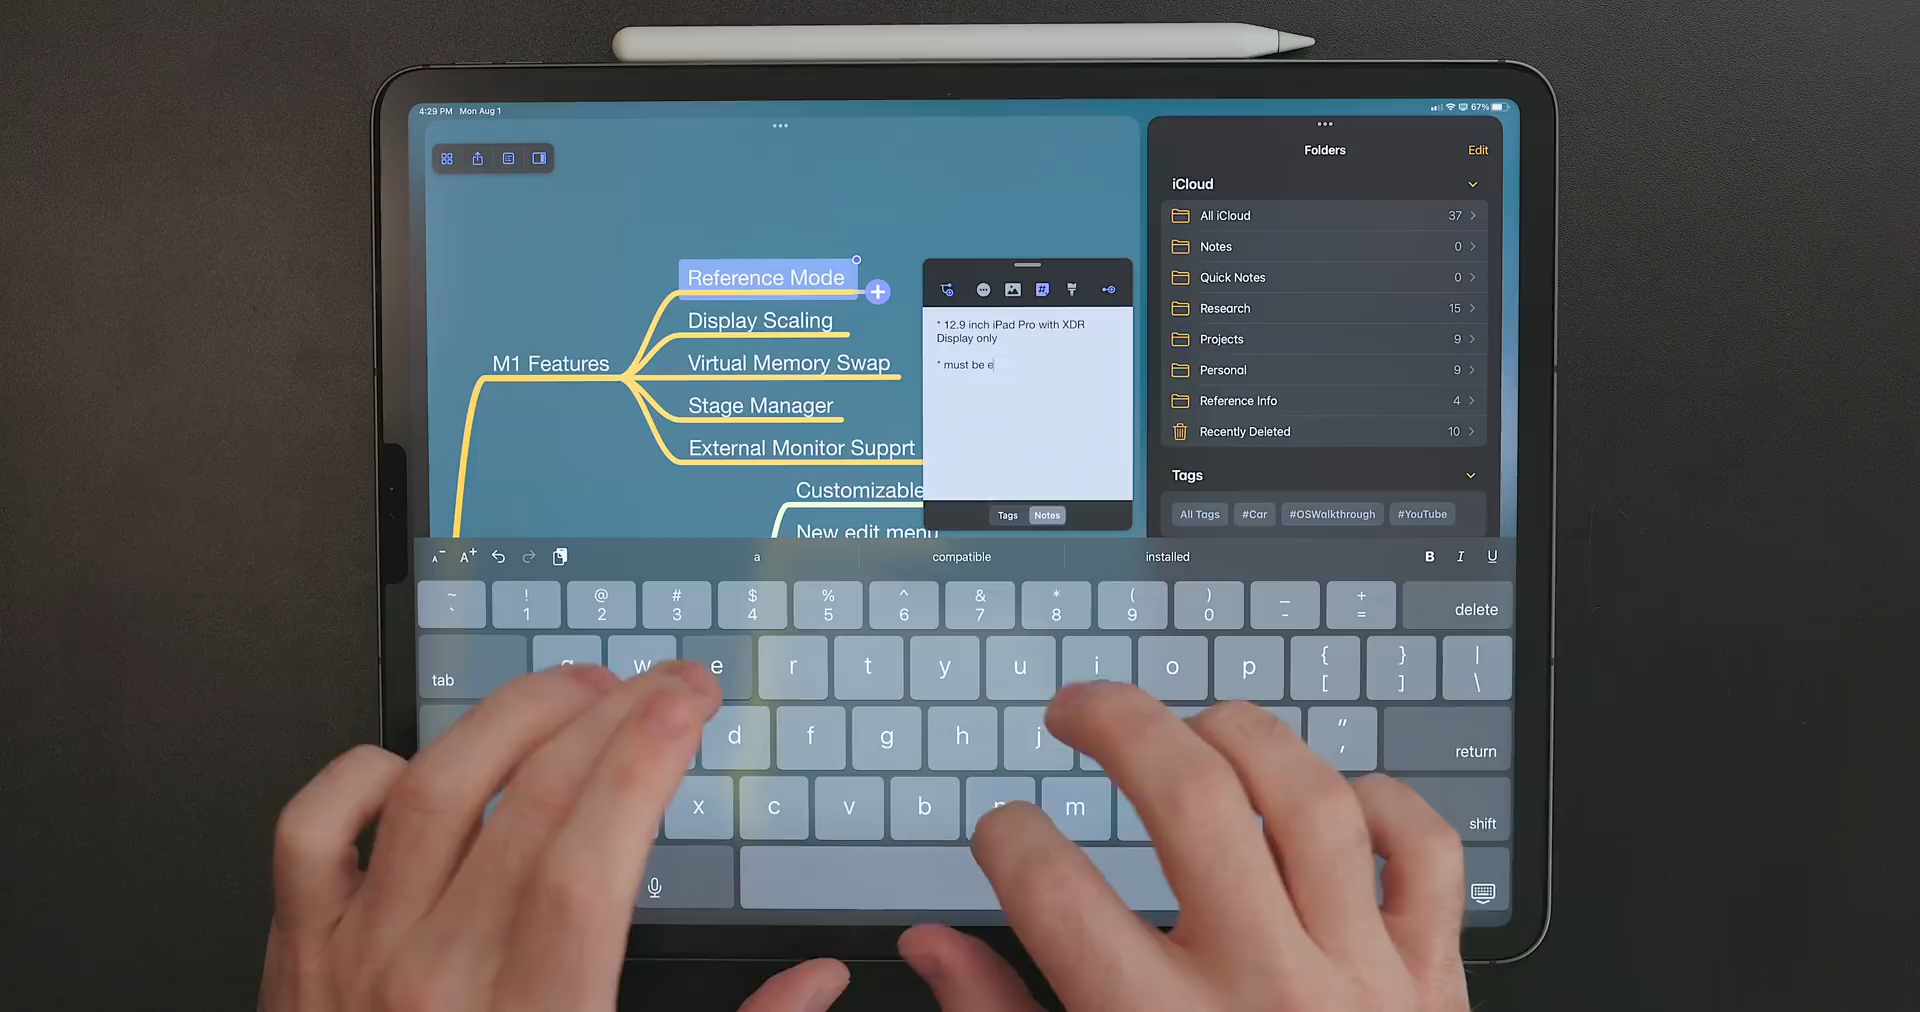 4:29 PM Mon Aug 1
67%
Folders
Edit
iCloud
All iCloud 37
Notes 0
Quick Notes 0
Research 15
Projects 9
Personal 9
Reference Info 4
Recently Deleted 10
Tags
All Tags #Car #OSWalkthrough #YouTube
M1 Features
Reference Mode
Display Scaling
Virtual Memory Swap
Stage Manager
External Monitor Supprt
Customizable
New edit menu
* 12.9 inch iPad Pro with XDR
Display only
* must be e
Tags Notes
A- A+ a compatible installed B I U
~ ! @ # $ % ^ & * ( ) _ +
` 1 2 3 4 5 6 7 8 9 0 - = delete
tab q w e r t y u i o p { [ } ] | \
d f g h j " ' return
x c v b n m shift